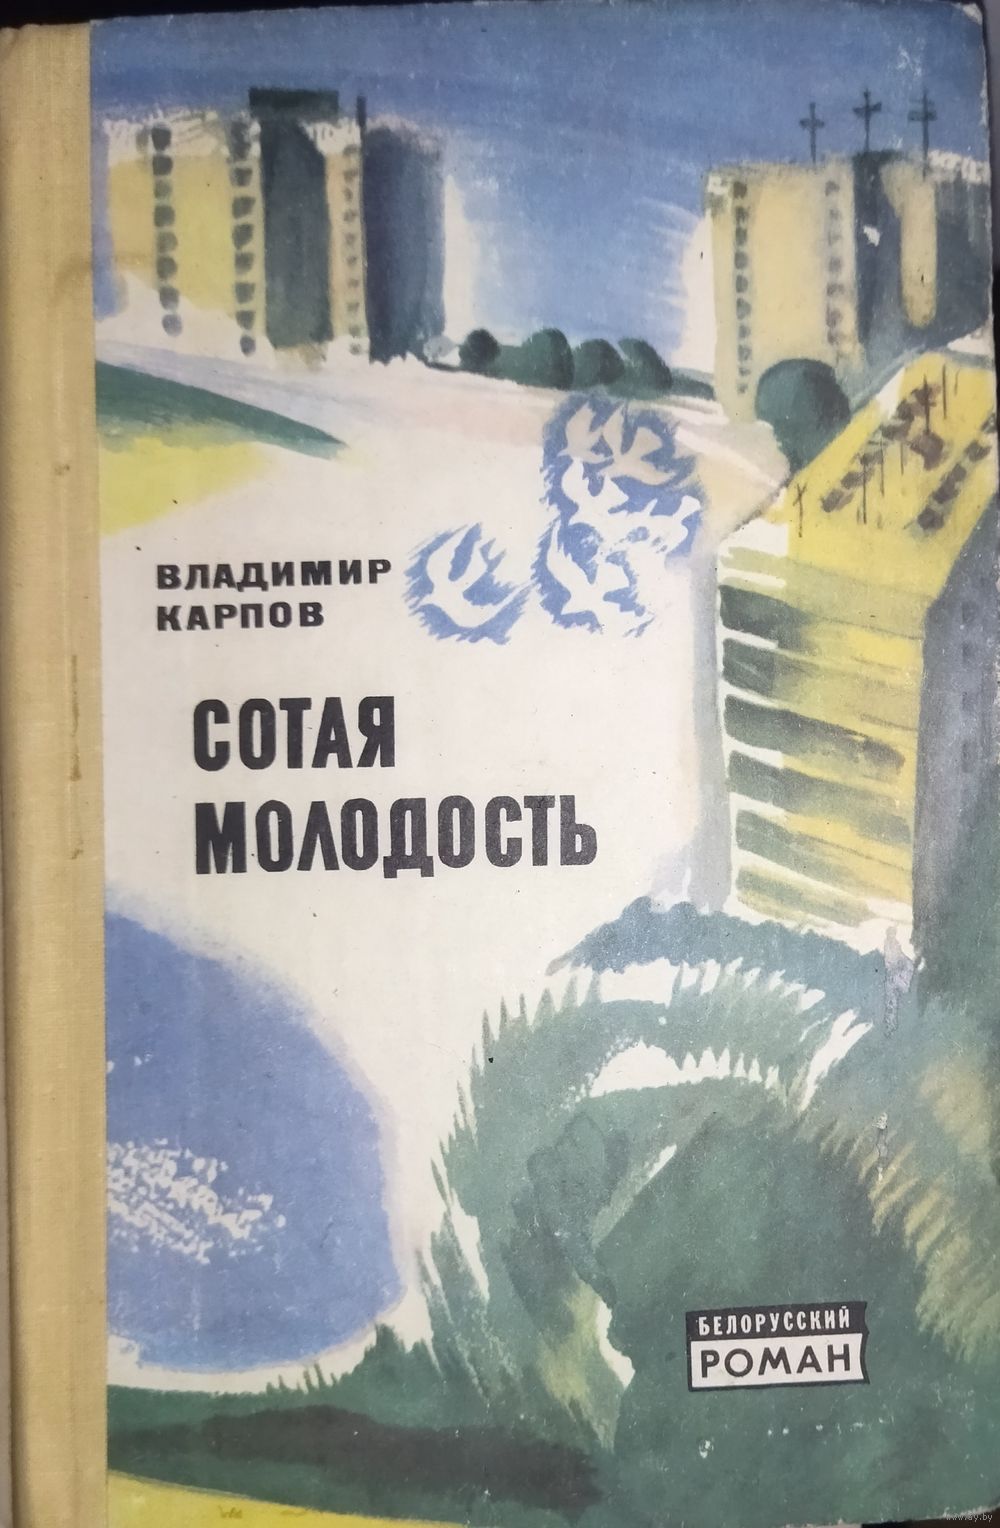 ВЛАДИМИР
КАРПОВ
СОТАЯ
МОЛОДОСТЬ
БЕЛОРУССКИЙ
РОМАН